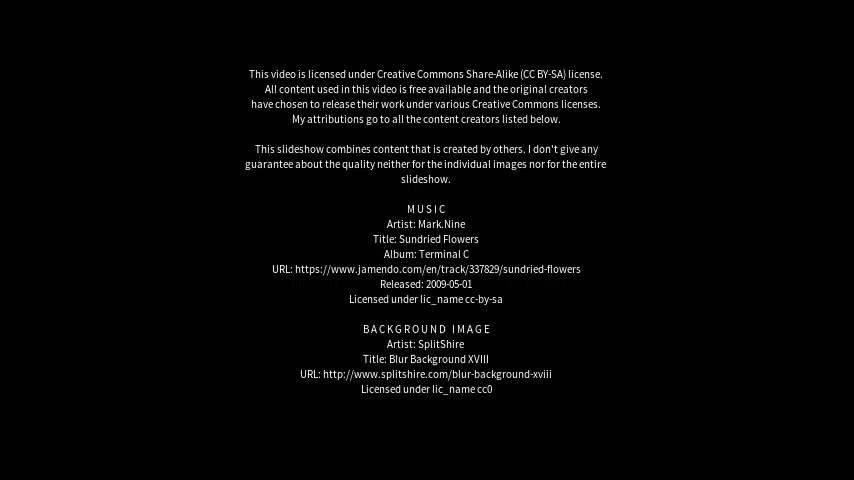 This video is licensed under Creative Commons Share-Alike (CC BY-SA) license.
All content used in this video is free available and the original creators
have chosen to release their work under various Creative Commons licenses.
My attributions go to all the content creators listed below.
This slideshow combines content that is created by others. I don't give any
guarantee about the quality neither for the individual images nor for the entire
slideshow.
MUSIC
Artist: Mark.Nine
Title: Sundried Flowers
Album: Terminal C
URL: https://www.jamendo.com/en/track/337829/sundried-flowers
Released: 2009-05-01
Licensed under lic_name cc-by-sa
BACKGROUND IMAGE
Artist: SplitShire
Title: Blur Background XVIII
URL: http://www.splitshire.com/blur-background-xviii
Licensed under lic_name cc0